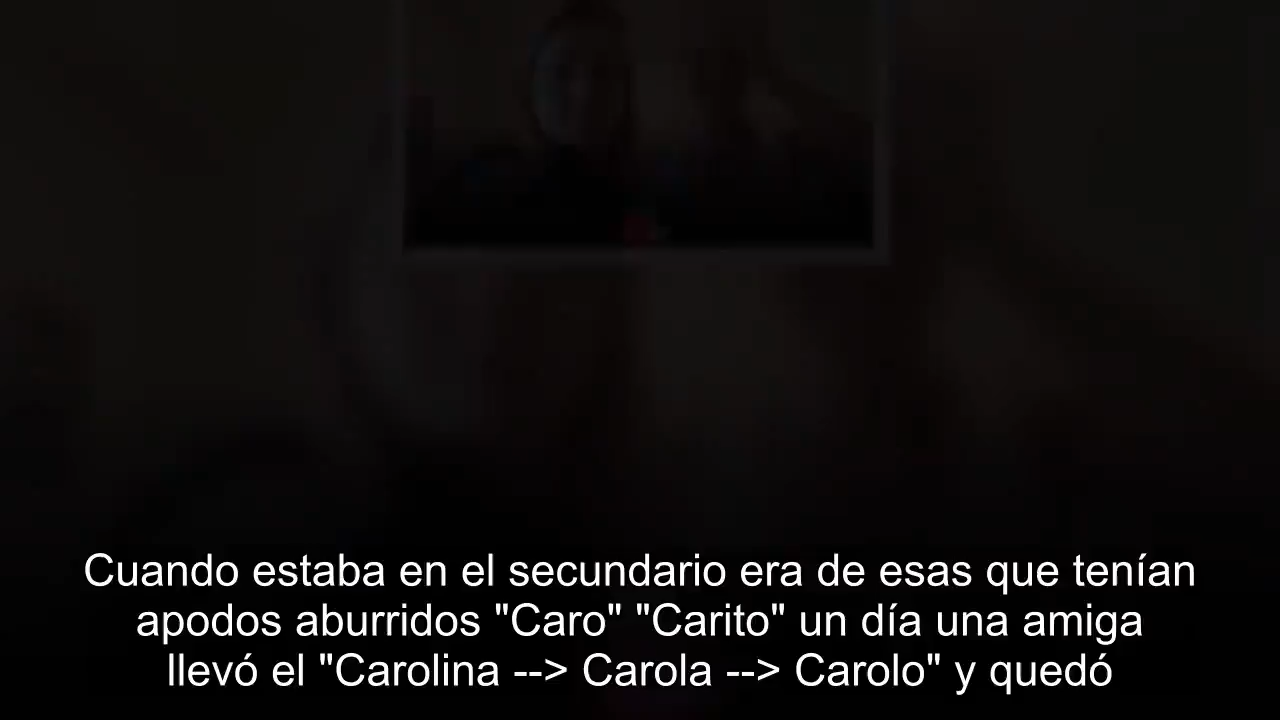 Cuando estaba en el secundario era de esas que tenían
apodos aburridos "Caro" "Carito" un día una amiga
llevó el "Carolina --> Carola --> Carolo" y quedó